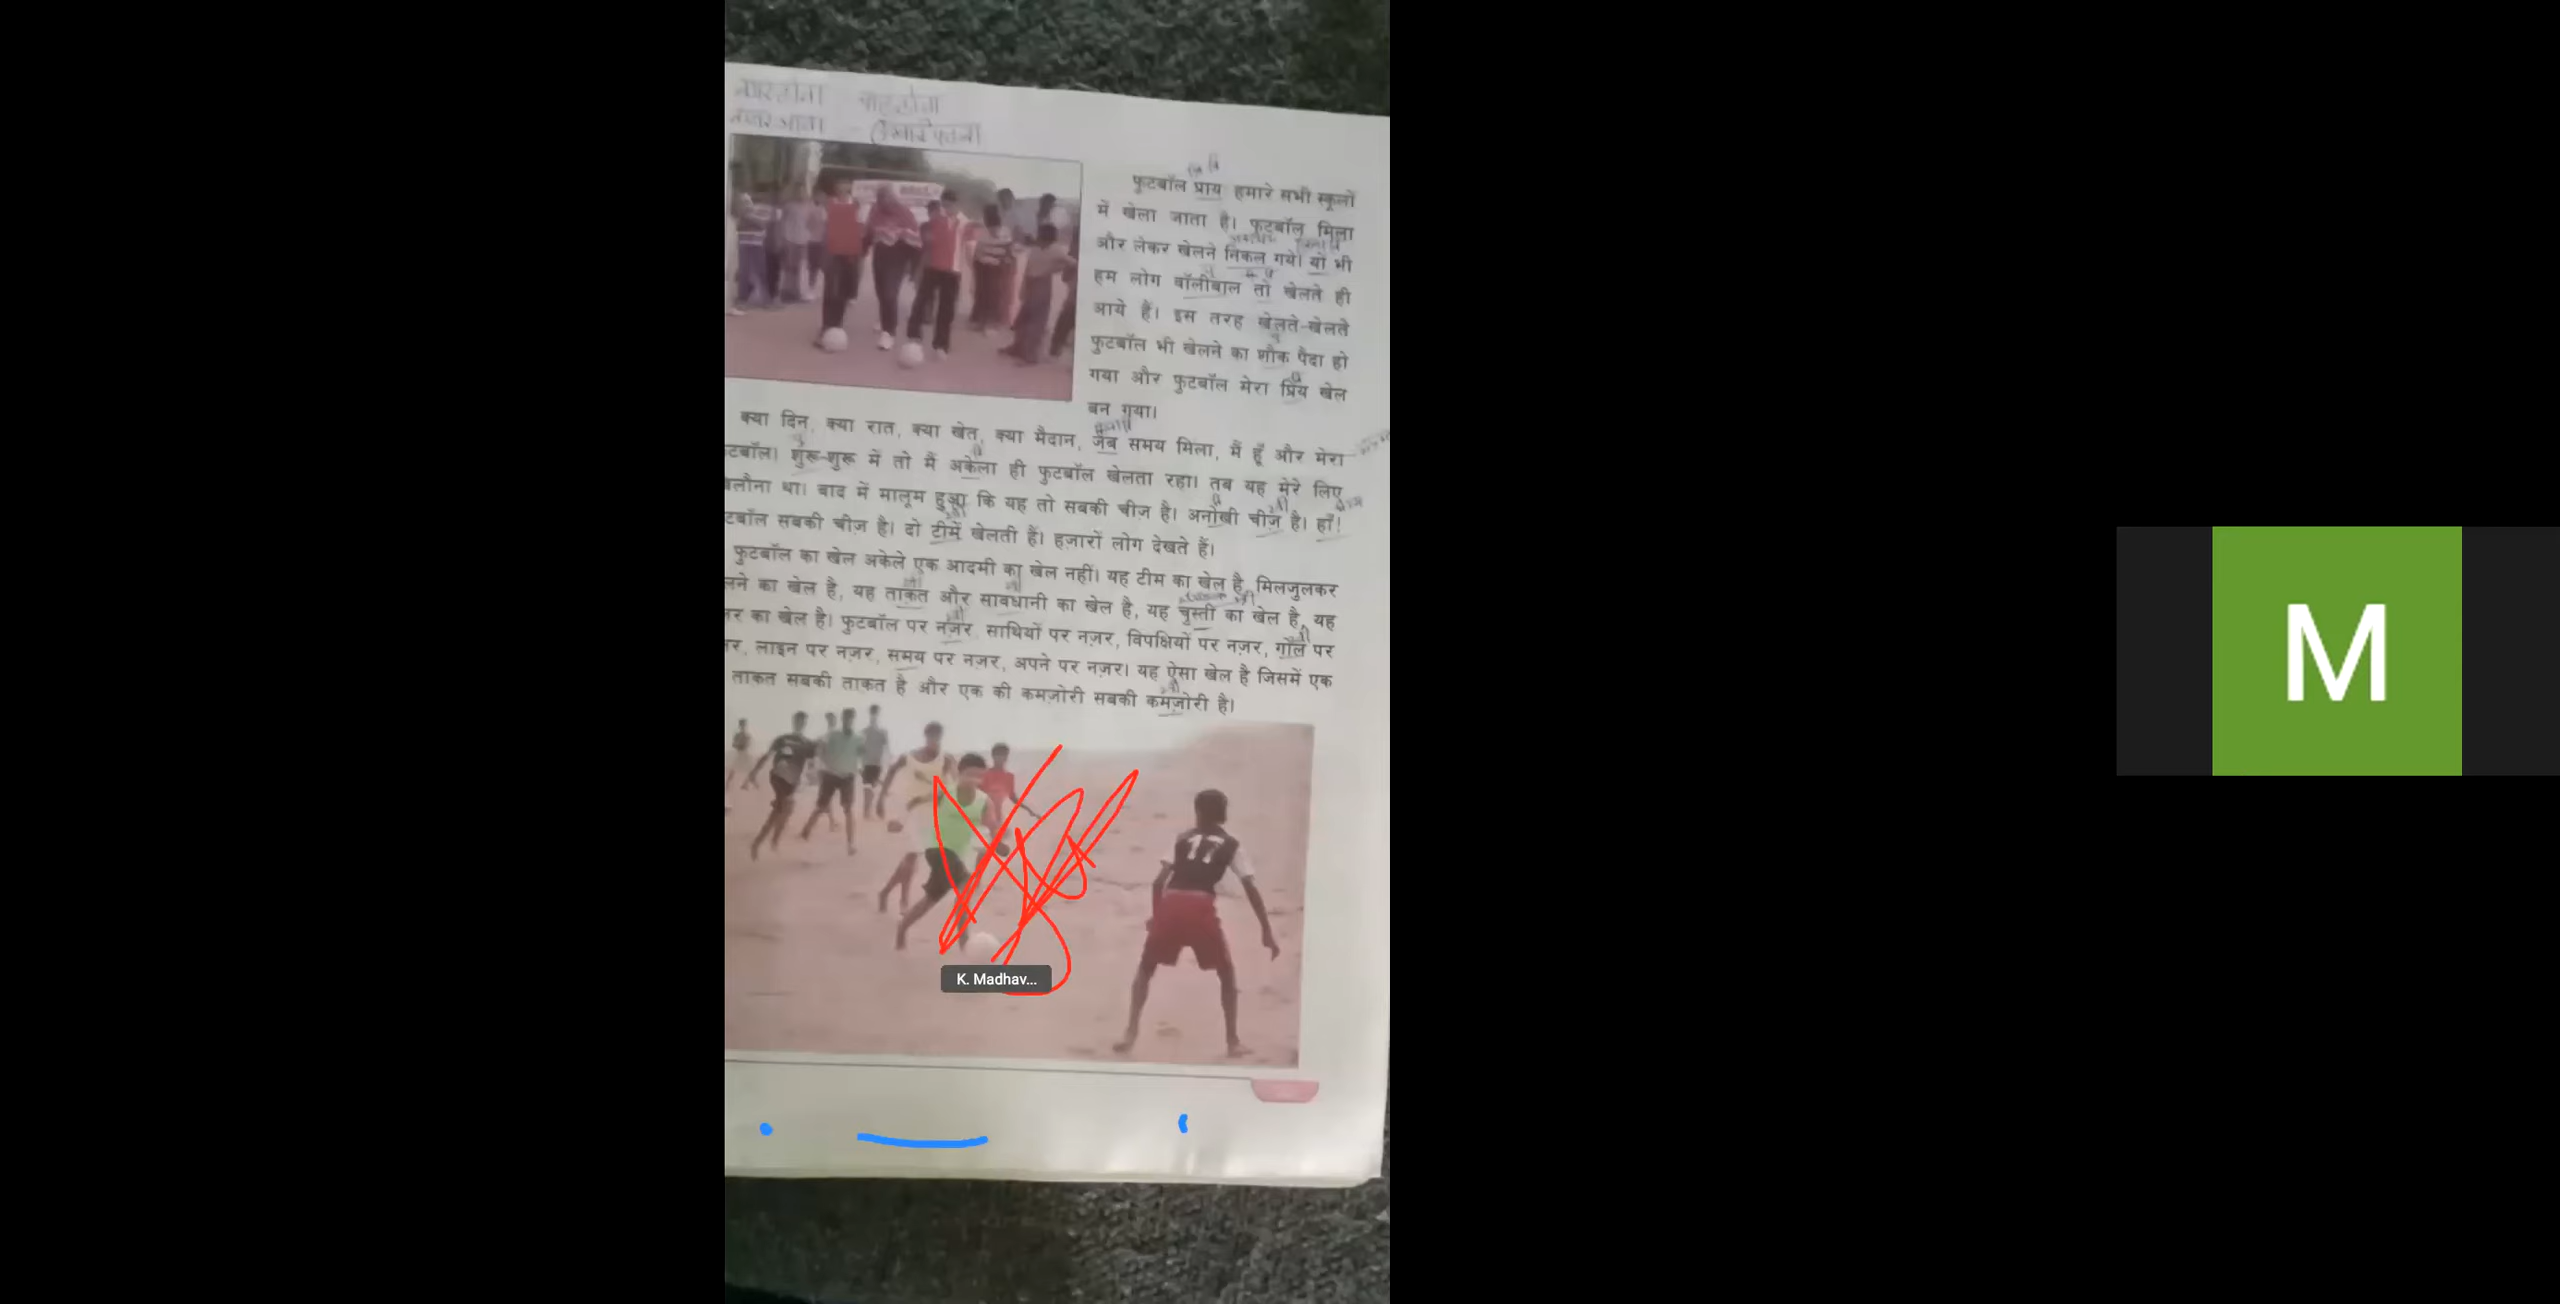 फुटबॉल प्राय हमारे सभी स्कूलों
में खेला जाता है। फुटबॉल मिला
और लेकर खेलने निकल गये। यों भी
हम लोग वॉलीबाल तो खेलते ही
आये हैं। इस तरह खेलते-खेलते
फुटबॉल भी खेलने का शौक पैदा हो
गया और फुटबॉल मेरा प्रिय खेल
बन गया।
क्या दिन, क्या रात, क्या खेत, क्या मैदान, जब समय मिला, मैं हूँ और मेरा
टबॉल। शुरू-शुरू में तो मैं अकेला ही फुटबॉल खेलता रहा। तब यह मेरे लिए
लौना था। बाद में मालूम हुआ कि यह तो सबकी चीज़ है। अनोखी चीज़ है। हाँ!
टबॉल सबकी चीज़ है। दो टीमें खेलती हैं। हज़ारों लोग देखते हैं।
फुटबॉल का खेल अकेले एक आदमी का खेल नहीं। यह टीम का खेल है, मिलजुलकर
लने का खेल है, यह ताकत और सावधानी का खेल है, यह चुस्ती का खेल है, यह
र का खेल है। फुटबॉल पर नज़र, साथियों पर नज़र, विपक्षियों पर नज़र, गोल पर
र, लाइन पर नज़र, समय पर नज़र, अपने पर नज़र। यह ऐसा खेल है जिसमें एक
ताकत सबकी ताकत है और एक की कमज़ोरी सबकी कमज़ोरी है।
17
K. Madhav...
M